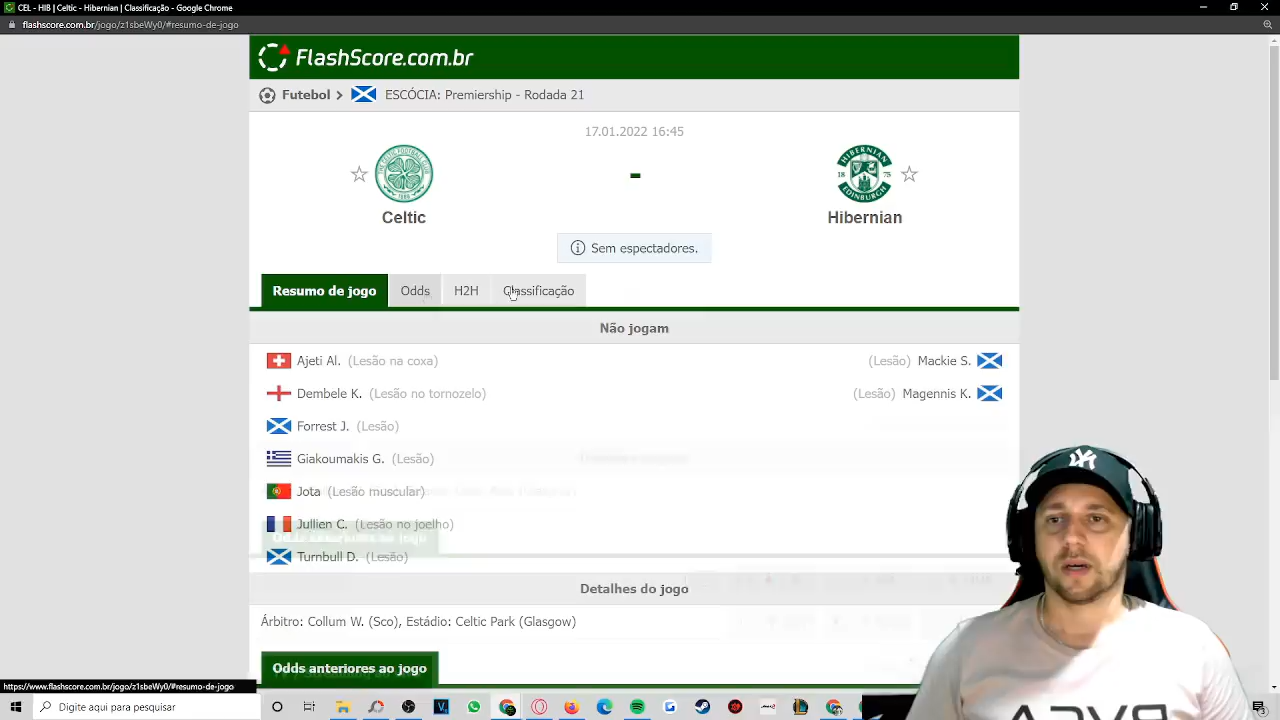 CEL - HIB | Celtic - Hibernian | Classificação - Google Chrome
flashscore.com.br/jogo/z1sbeWy0/#resumo-de-jogo
FlashScore.com.br
Futebol > ESCÓCIA: Premiership - Rodada 21
17.01.2022 16:45
HIBERNIAN
18 75
EDINBURGH
-
Celtic
Hibernian
Sem espectadores.
Resumo de jogo Odds H2H Classificação
Não jogam
Ajeti Al. (Lesão na coxa) (Lesão) Mackie S.
Dembele K. (Lesão no tornozelo) (Lesão) Magennis K.
Forrest J. (Lesão)
Giakoumakis G. (Lesão)
Jota (Lesão muscular)
Jullien C. (Lesão no joelho)
Turnbull D. (Lesão)
Detalhes do jogo
Árbitro: Collum W. (Sco), Estádio: Celtic Park (Glasgow)
Odds anteriores ao jogo
https://www.flashscore.com.br/jogo/z1sbeWy0/#resumo-de-jogo
Digite aqui para pesquisar